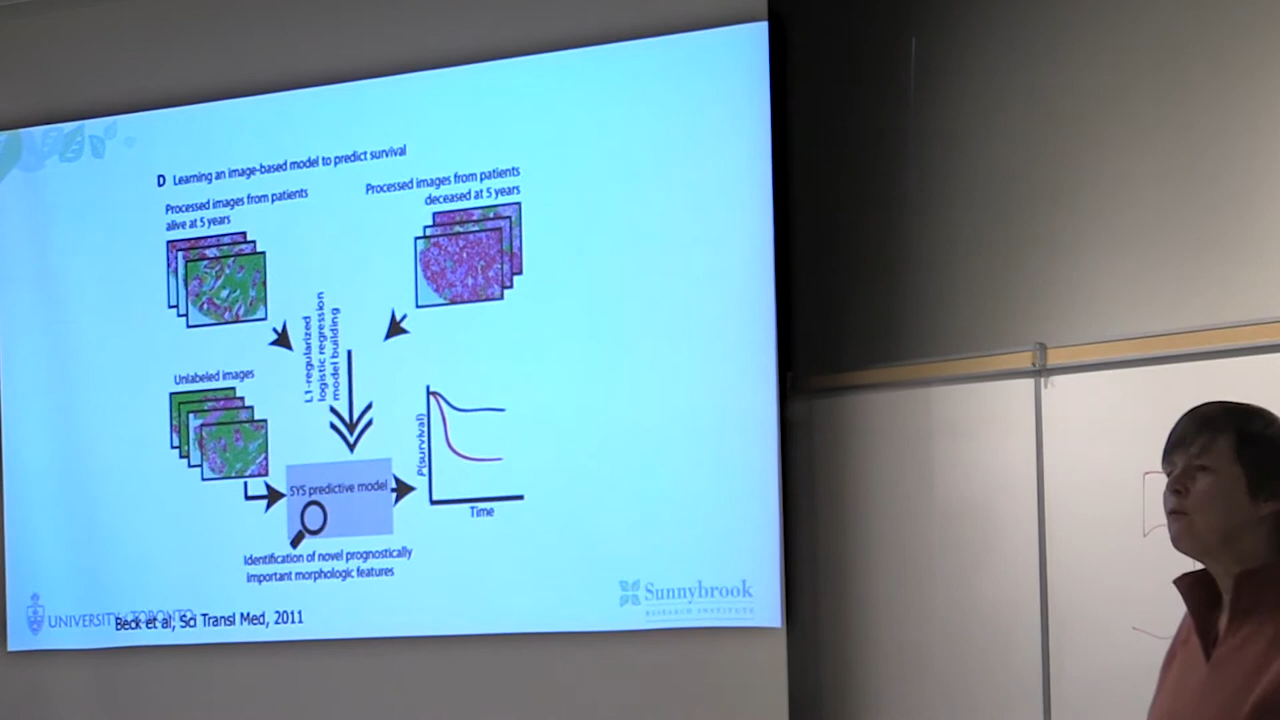 D Learning an image-based model to predict survival
Processed images from patients
alive at 5 years
Processed images from patients
deceased at 5 years
L1-regularized
logistic regression
model building
Unlabeled images
5YS predictive model
P(survival)
Time
Identification of novel prognostically
important morphologic features
UNIVERSITY OF TORONTO
Beck et al, Sci Transl Med, 2011
Sunnybrook
RESEARCH INSTITUTE